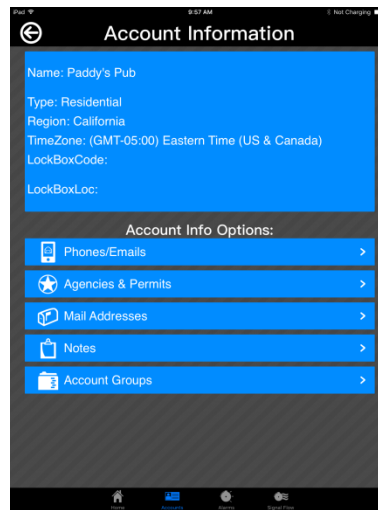 iPad 9:57 AM Not Charging
Account Information
Name: Paddy's Pub
Type: Residential
Region: California
TimeZone: (GMT-05:00) Eastern Time (US & Canada)
LockBoxCode:
LockBoxLoc:
Account Info Options:
Phones/Emails
Agencies & Permits
Mail Addresses
Notes
Account Groups
Home Accounts Alarms Signal Flow